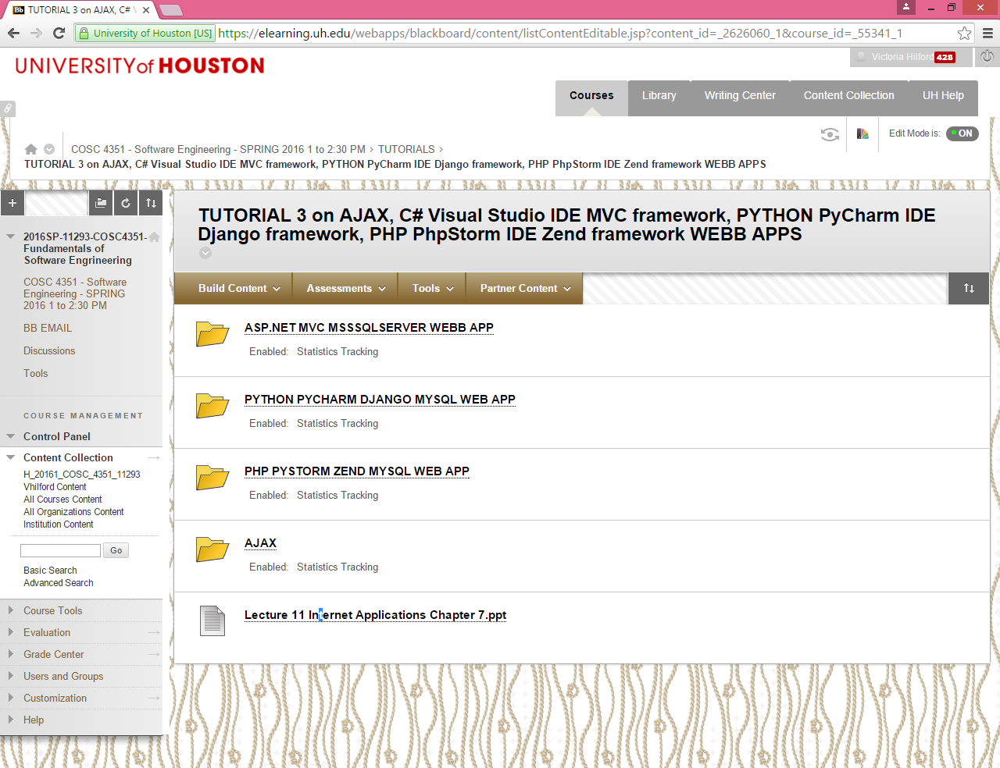 TUTORIAL 3 on AJAX, C# V
University of Houston [US] https://elearning.uh.edu/webapps/blackboard/content/listContentEditable.jsp?content_id=_2626060_1&course_id=_55341_1
UNIVERSITY of HOUSTON
Victoria Hilford 428
Courses Library Writing Center Content Collection UH Help
COSC 4351 - Software Engineering - SPRING 2016 1 to 2:30 PM > TUTORIALS >
Edit Mode is: ON
TUTORIAL 3 on AJAX, C# Visual Studio IDE MVC framework, PYTHON PyCharm IDE Django framework, PHP PhpStorm IDE Zend framework WEBB APPS
2016SP-11293-COSC4351-
Fundamentals of
Software Engrineering
COSC 4351 - Software
Engineering - SPRING
2016 1 to 2:30 PM
BB EMAIL
Discussions
Tools
COURSE MANAGEMENT
Control Panel
Content Collection
H_20161_COSC_4351_11293
Vhilford Content
All Courses Content
All Organizations Content
Institution Content
Go
Basic Search
Advanced Search
Course Tools
Evaluation
Grade Center
Users and Groups
Customization
Help
TUTORIAL 3 on AJAX, C# Visual Studio IDE MVC framework, PYTHON PyCharm IDE
Django framework, PHP PhpStorm IDE Zend framework WEBB APPS
Build Content Assessments Tools Partner Content
ASP.NET MVC MSSSQLSERVER WEBB APP
Enabled: Statistics Tracking
PYTHON PYCHARM DJANGO MYSQL WEB APP
Enabled: Statistics Tracking
PHP PYSTORM ZEND MYSQL WEB APP
Enabled: Statistics Tracking
AJAX
Enabled: Statistics Tracking
Lecture 11 Internet Applications Chapter 7.ppt